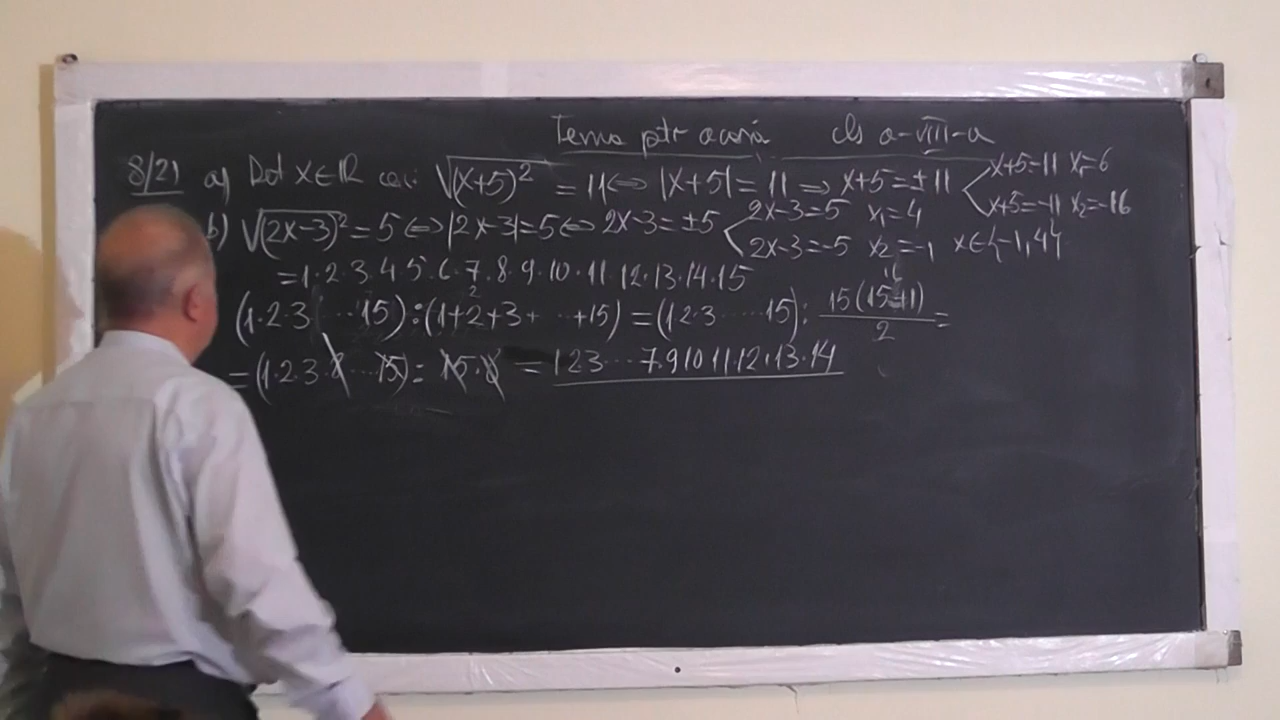 Tema ptr acasă cls a-VIII-a
8/21 a) Det x∈ℝ √(x+5)² = 11 ⇔ |x+5| = 11 ⇒ x+5 = ±11 x+5=11 x₁=6
x+5=-11 x₂=-16
b) √(2x-3)² = 5 ⇔ |2x-3| = 5 ⇔ 2x-3 = ±5 2x-3=5 x₁=4
2x-3=-5 x₂=-1 x∈{-1,4}
=1·2·3·4·5·6·7·8·9·10·11·12·13·14·15
(1·2·3 ... 15) : (1+2+3+ ... +15) = (1·2·3 ..... 15) : 15(15+1)/2 =
= (1·2·3·8 ... 15) : 15·8 = 1·2·3 ... 7·9·10·11·12·13·14